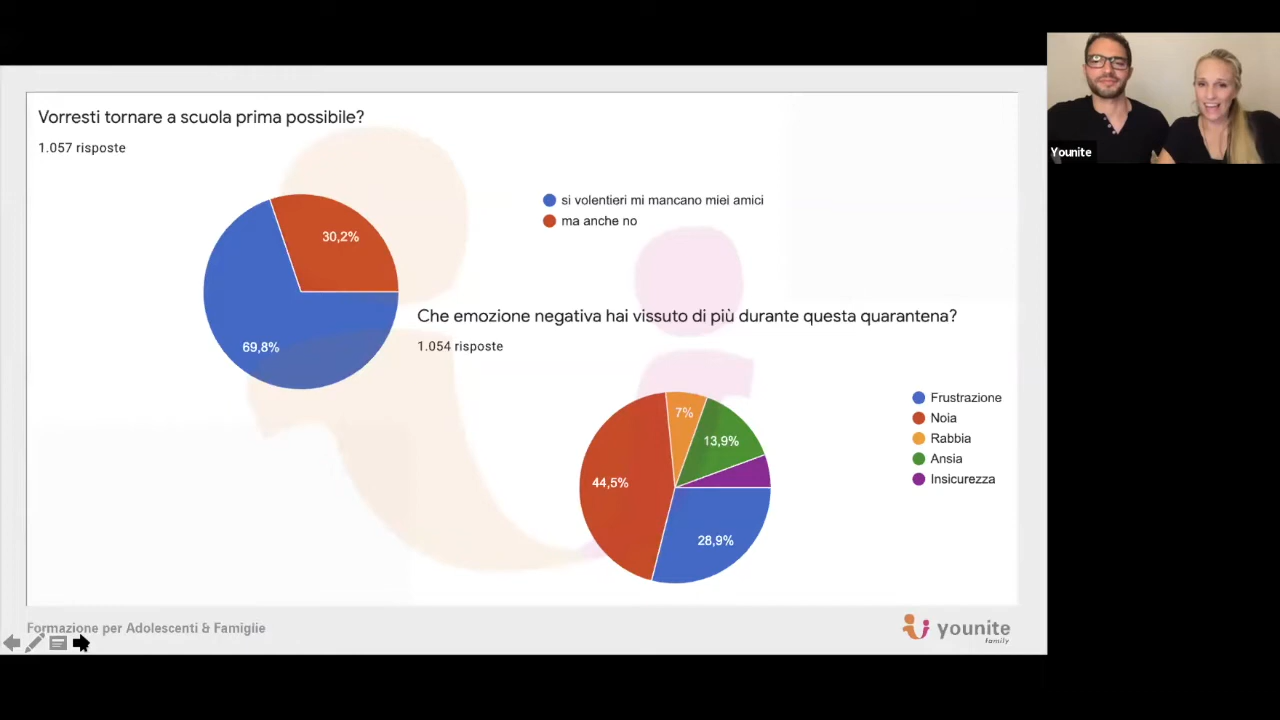 Vorresti tornare a scuola prima possibile?
1.057 risposte
30,2%
69,8%
si volentieri mi mancano miei amici
ma anche no
Che emozione negativa hai vissuto di più durante questa quarantena?
1.054 risposte
7%
13,9%
44,5%
28,9%
Frustrazione
Noia
Rabbia
Ansia
Insicurezza
Formazione per Adolescenti & Famiglie
younite
family
Younite